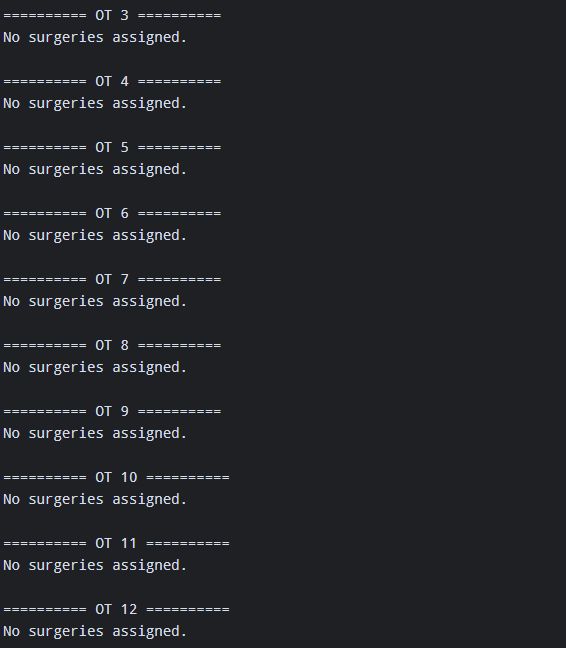 ========== OT 3 ==========
No surgeries assigned.
========== OT 4 ==========
No surgeries assigned.
========== OT 5 ==========
No surgeries assigned.
========== OT 6 ==========
No surgeries assigned.
========== OT 7 ==========
No surgeries assigned.
========== OT 8 ==========
No surgeries assigned.
========== OT 9 ==========
No surgeries assigned.
========== OT 10 ==========
No surgeries assigned.
========== OT 11 ==========
No surgeries assigned.
========== OT 12 ==========
No surgeries assigned.